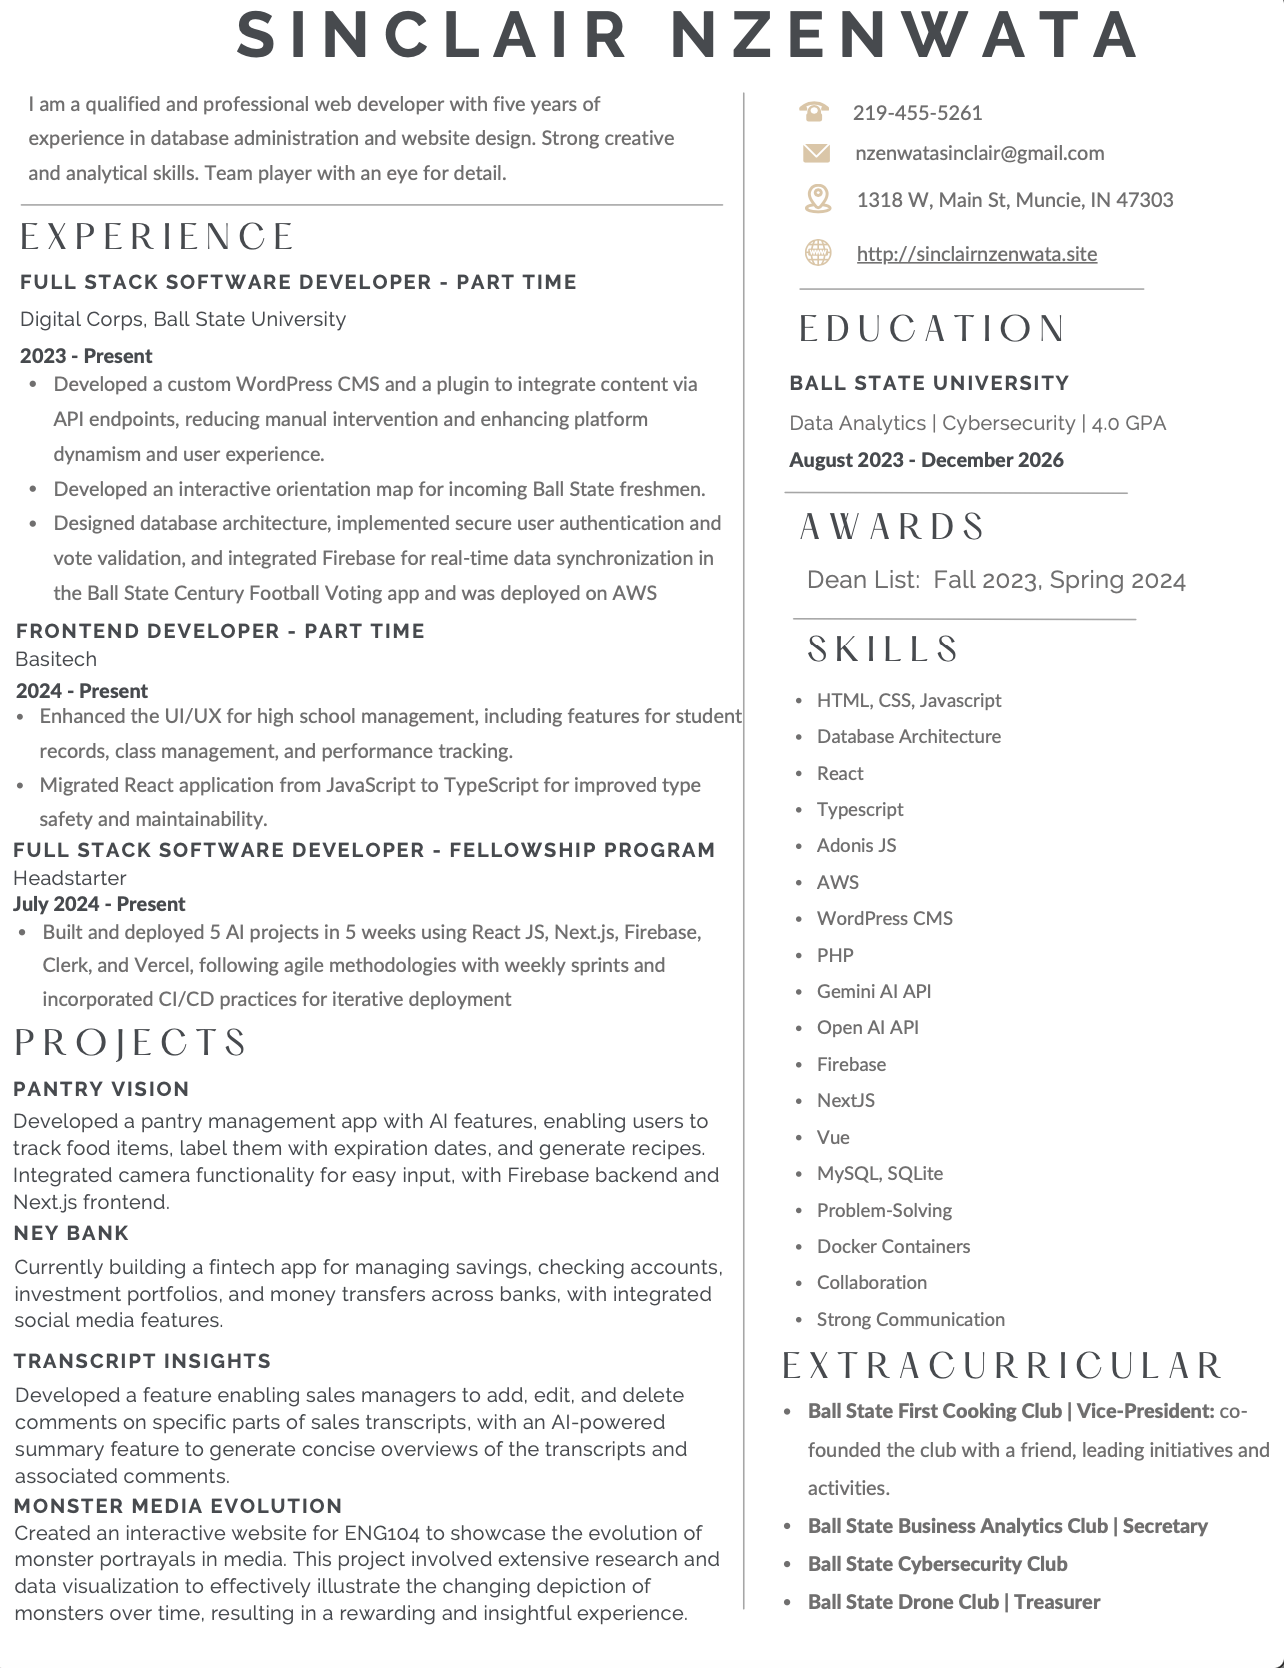 SINCLAIR NZENWATA
I am a qualified and professional web developer with five years of
experience in database administration and website design. Strong creative
and analytical skills. Team player with an eye for detail.
EXPERIENCE
FULL STACK SOFTWARE DEVELOPER - PART TIME
Digital Corps, Ball State University
2023 - Present
• Developed a custom WordPress CMS and a plugin to integrate content via
API endpoints, reducing manual intervention and enhancing platform
dynamism and user experience.
• Developed an interactive orientation map for incoming Ball State freshmen.
• Designed database architecture, implemented secure user authentication and
vote validation, and integrated Firebase for real-time data synchronization in
the Ball State Century Football Voting app and was deployed on AWS
FRONTEND DEVELOPER - PART TIME
Basitech
2024 - Present
• Enhanced the UI/UX for high school management, including features for student
records, class management, and performance tracking.
• Migrated React application from JavaScript to TypeScript for improved type
safety and maintainability.
FULL STACK SOFTWARE DEVELOPER - FELLOWSHIP PROGRAM
Headstarter
July 2024 - Present
• Built and deployed 5 AI projects in 5 weeks using React JS, Next.js, Firebase,
Clerk, and Vercel, following agile methodologies with weekly sprints and
incorporated CI/CD practices for iterative deployment
PROJECTS
PANTRY VISION
Developed a pantry management app with AI features, enabling users to
track food items, label them with expiration dates, and generate recipes.
Integrated camera functionality for easy input, with Firebase backend and
Next.js frontend.
NEY BANK
Currently building a fintech app for managing savings, checking accounts,
investment portfolios, and money transfers across banks, with integrated
social media features.
TRANSCRIPT INSIGHTS
Developed a feature enabling sales managers to add, edit, and delete
comments on specific parts of sales transcripts, with an AI-powered
summary feature to generate concise overviews of the transcripts and
associated comments.
MONSTER MEDIA EVOLUTION
Created an interactive website for ENG104 to showcase the evolution of
monster portrayals in media. This project involved extensive research and
data visualization to effectively illustrate the changing depiction of
monsters over time, resulting in a rewarding and insightful experience.
219-455-5261
nzenwatasinclair@gmail.com
1318 W, Main St, Muncie, IN 47303
http://sinclairnzenwata.site
EDUCATION
BALL STATE UNIVERSITY
Data Analytics | Cybersecurity | 4.0 GPA
August 2023 - December 2026
AWARDS
Dean List:  Fall 2023, Spring 2024
SKILLS
• HTML, CSS, Javascript
• Database Architecture
• React
• Typescript
• Adonis JS
• AWS
• WordPress CMS
• PHP
• Gemini AI API
• Open AI API
• Firebase
• NextJS
• Vue
• MySQL, SQLite
• Problem-Solving
• Docker Containers
• Collaboration
• Strong Communication
EXTRACURRICULAR
• Ball State First Cooking Club | Vice-President: co-
founded the club with a friend, leading initiatives and
activities.
• Ball State Business Analytics Club | Secretary
• Ball State Cybersecurity Club
• Ball State Drone Club | Treasurer